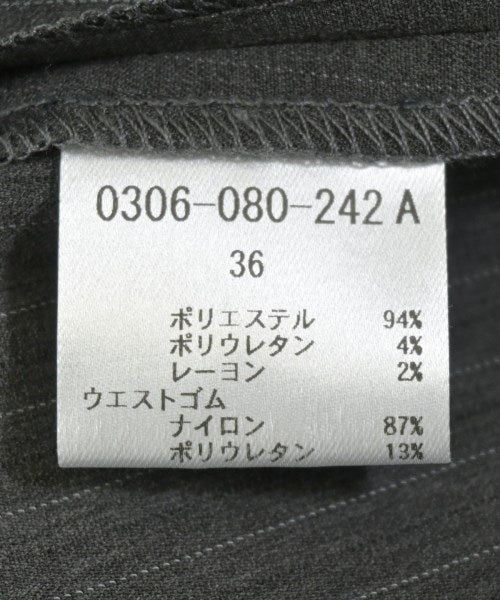 0306-080-242 A
36
ポリエステル 94%
ポリウレタン 4%
レーヨン 2%
ウエストゴム
ナイロン 87%
ポリウレタン 13%